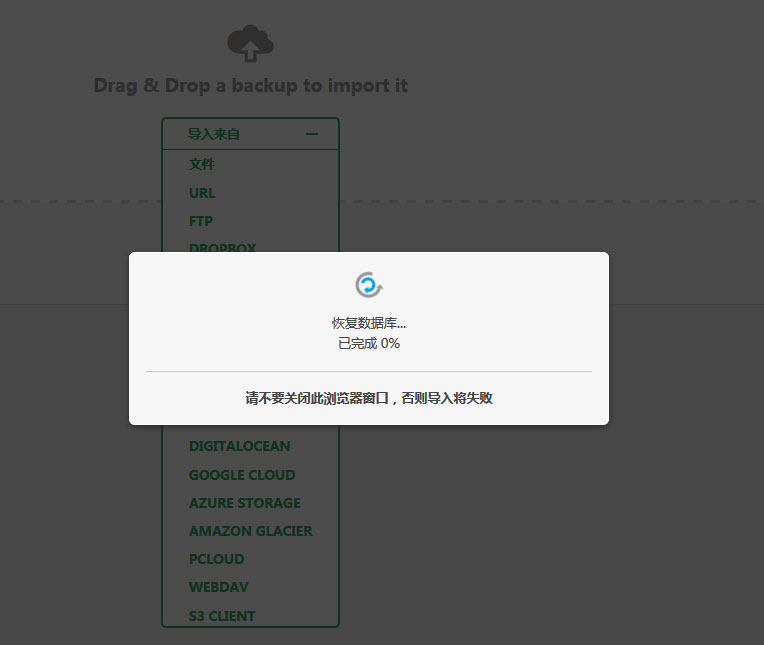 Drag & Drop a backup to import it
导入来自
文件
URL
FTP
DROPBOX
恢复数据库...
已完成 0%
请不要关闭此浏览器窗口，否则导入将失败
DIGITALOCEAN
GOOGLE CLOUD
AZURE STORAGE
AMAZON GLACIER
PCLOUD
WEBDAV
S3 CLIENT